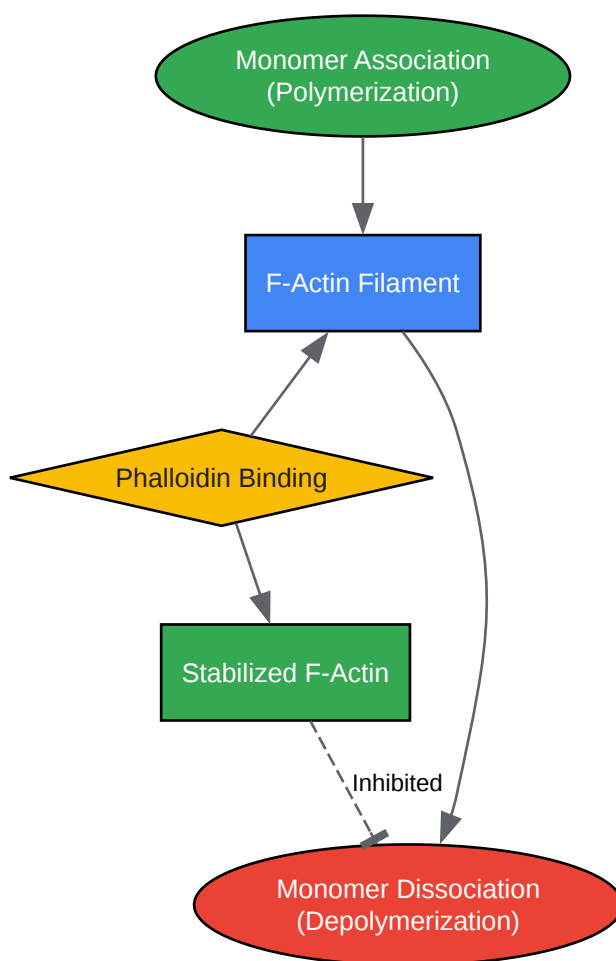 Monomer Association
(Polymerization)
F-Actin Filament
Phalloidin Binding
Stabilized F-Actin
Inhibited
Monomer Dissociation
(Depolymerization)